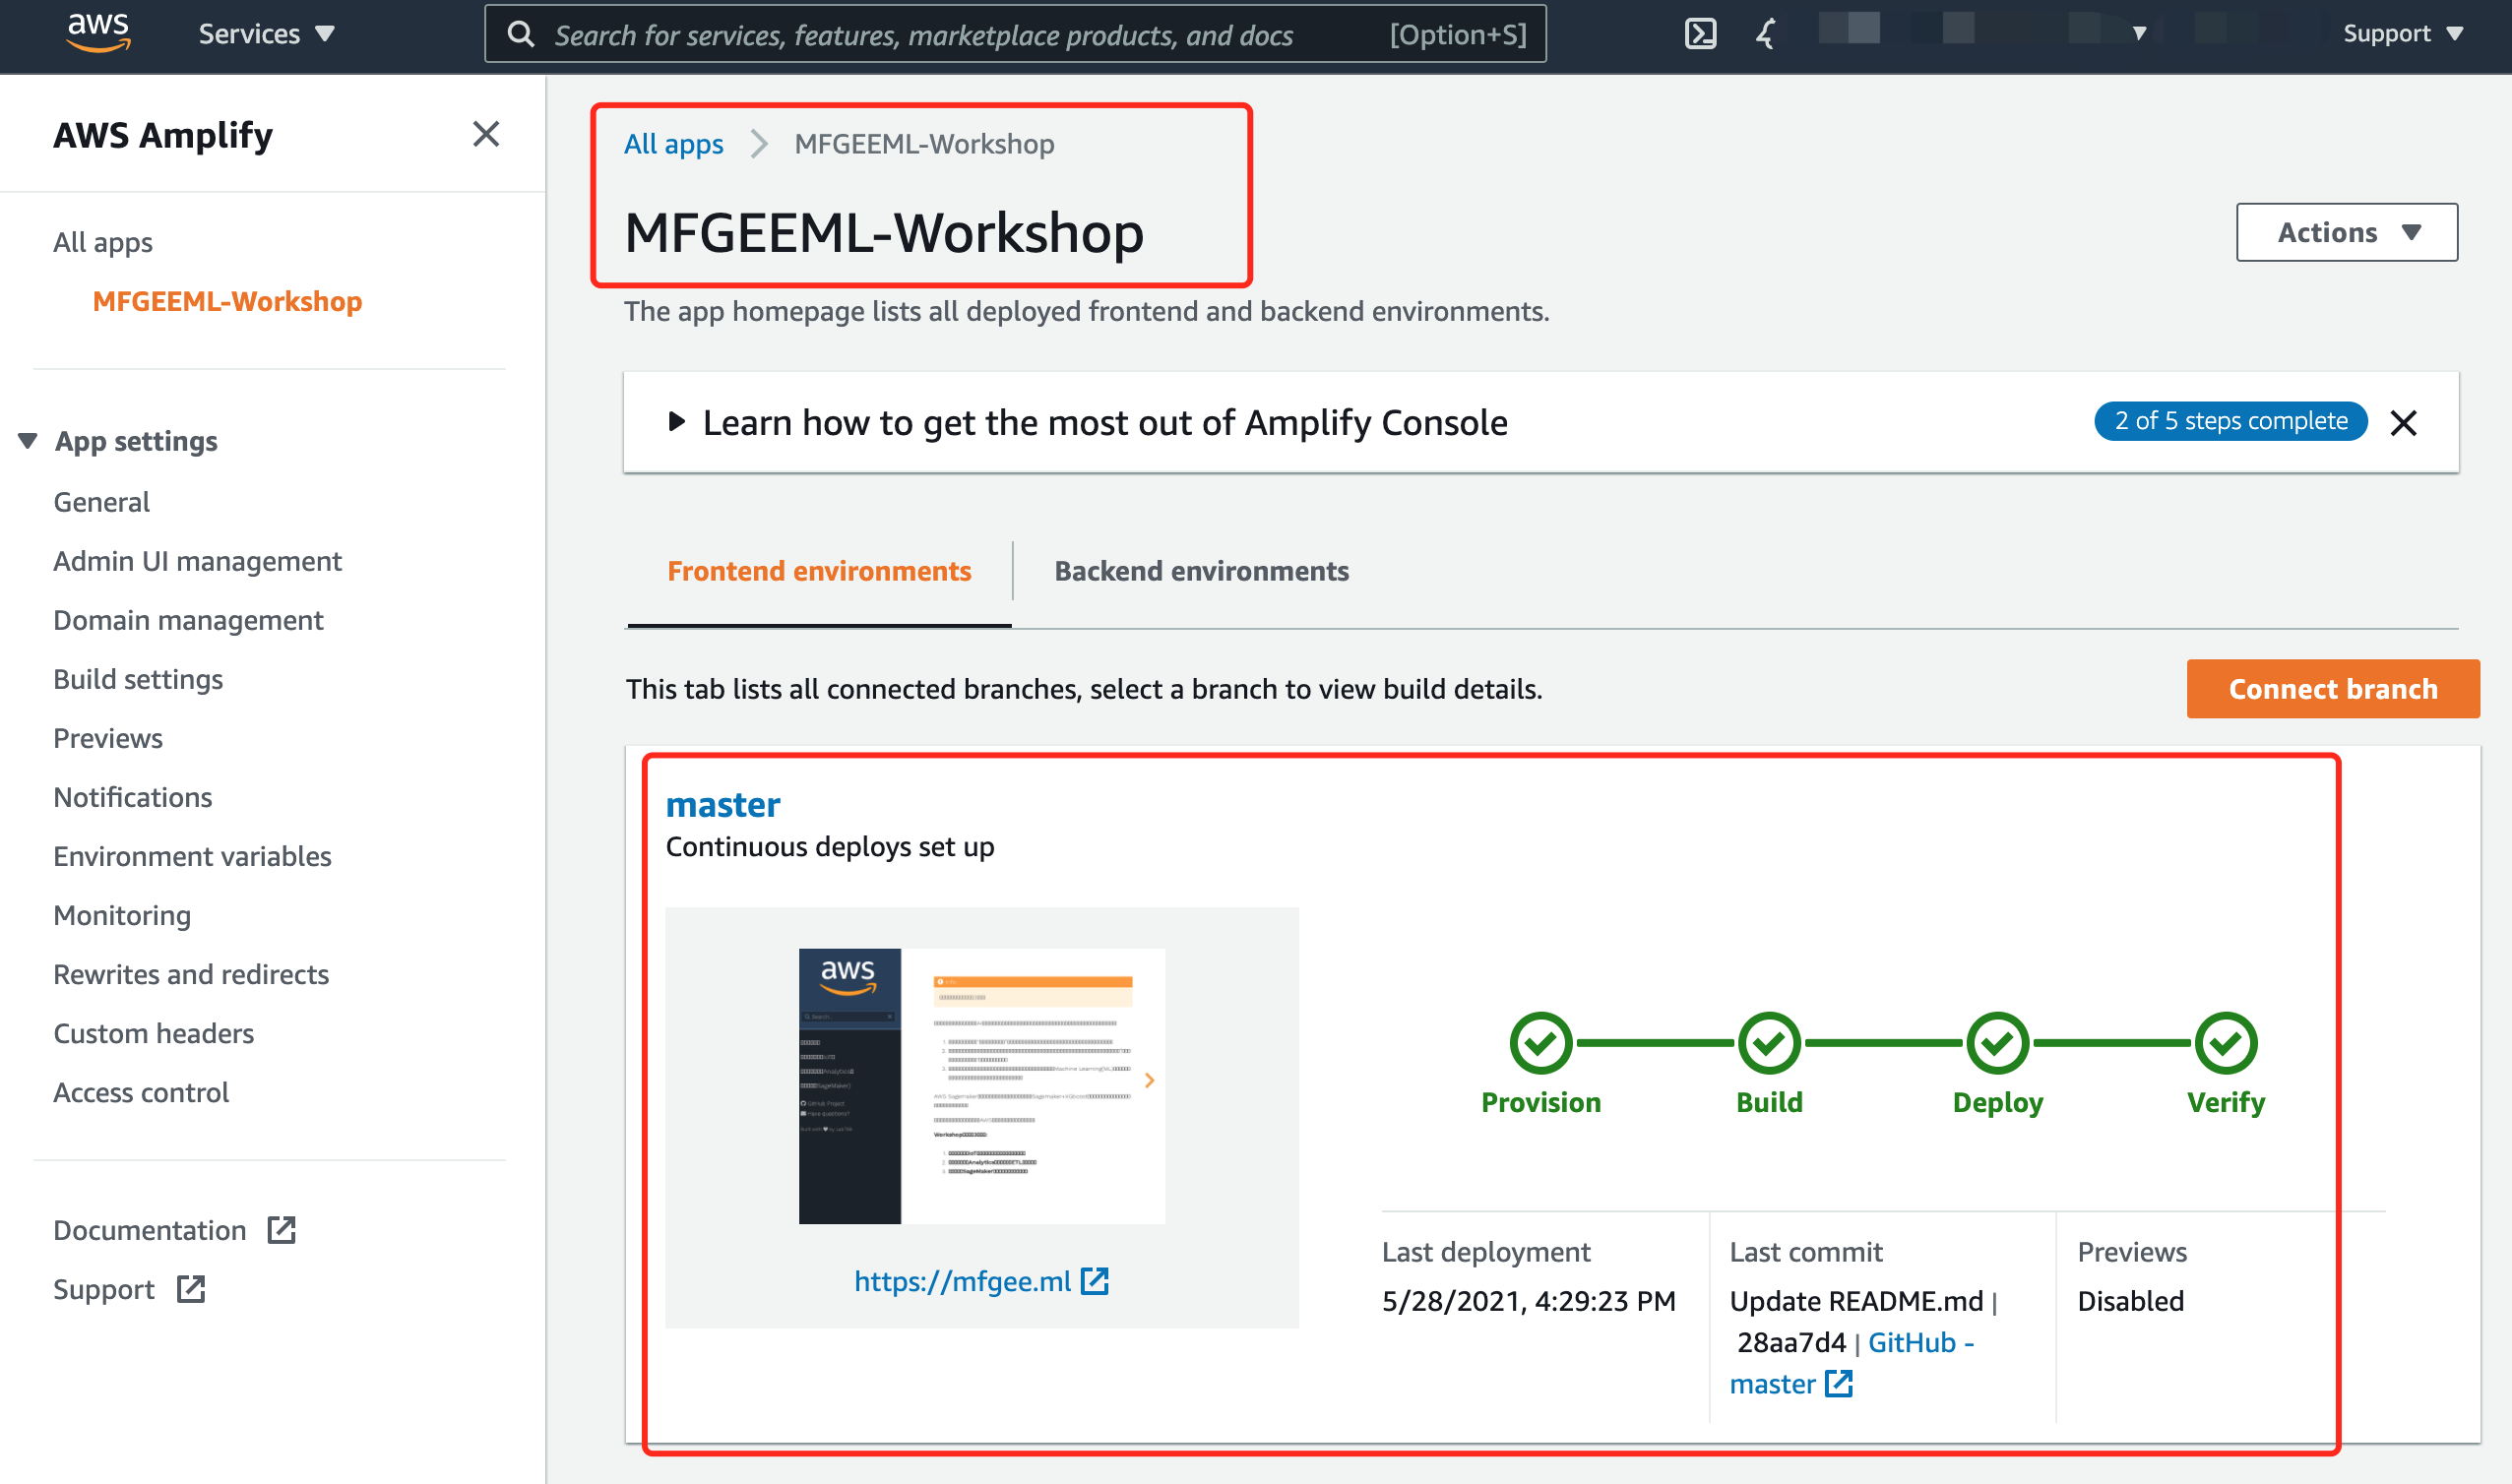 aws
Services
Search for services, features, marketplace products, and docs
[Option+S]
Support
AWS Amplify
All apps
MFGEEML-Workshop
App settings
General
Admin UI management
Domain management
Build settings
Previews
Notifications
Environment variables
Monitoring
Rewrites and redirects
Custom headers
Access control
Documentation
Support
All apps
MFGEEML-Workshop
MFGEEML-Workshop
Actions
The app homepage lists all deployed frontend and backend environments.
Learn how to get the most out of Amplify Console
2 of 5 steps complete
Frontend environments
Backend environments
This tab lists all connected branches, select a branch to view build details.
Connect branch
master
Continuous deploys set up
aws
Search...
GitHub Project
Have questions?
https://mfgee.ml
Provision
Build
Deploy
Verify
Last deployment
5/28/2021, 4:29:23 PM
Last commit
Update README.md |
28aa7d4 | GitHub -
master
Previews
Disabled